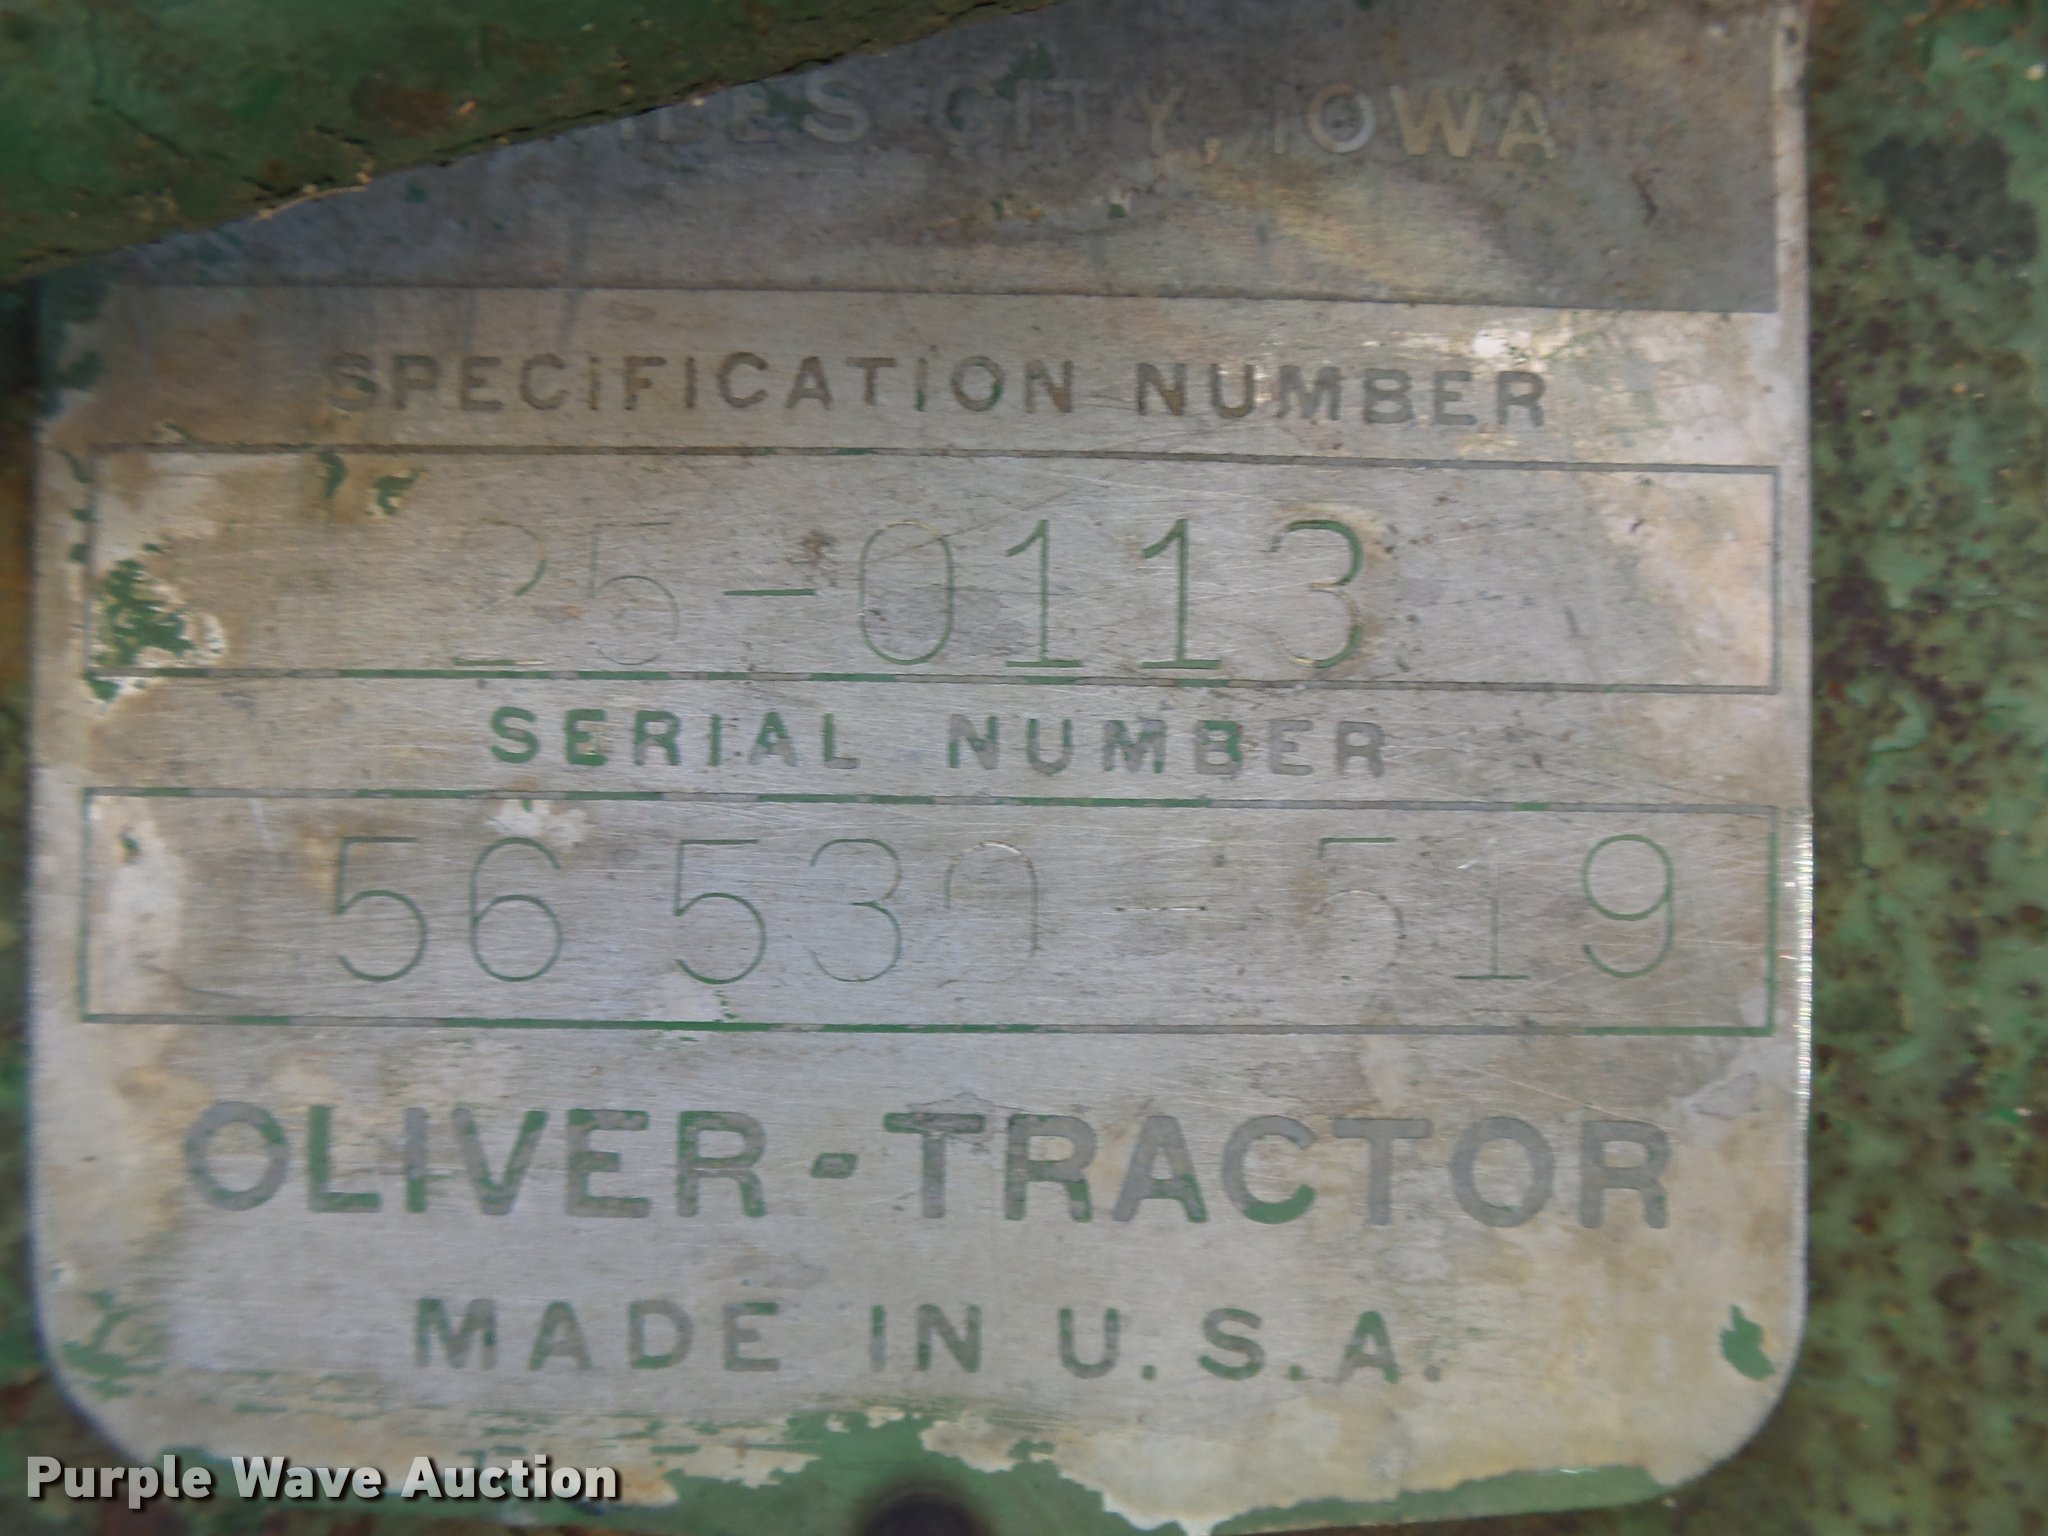 CITY, IOWA
SPECIFICATION NUMBER
25-0113
SERIAL NUMBER
56 530 - 519
OLIVER-TRACTOR
MADE IN U.S.A.
Purple Wave Auction